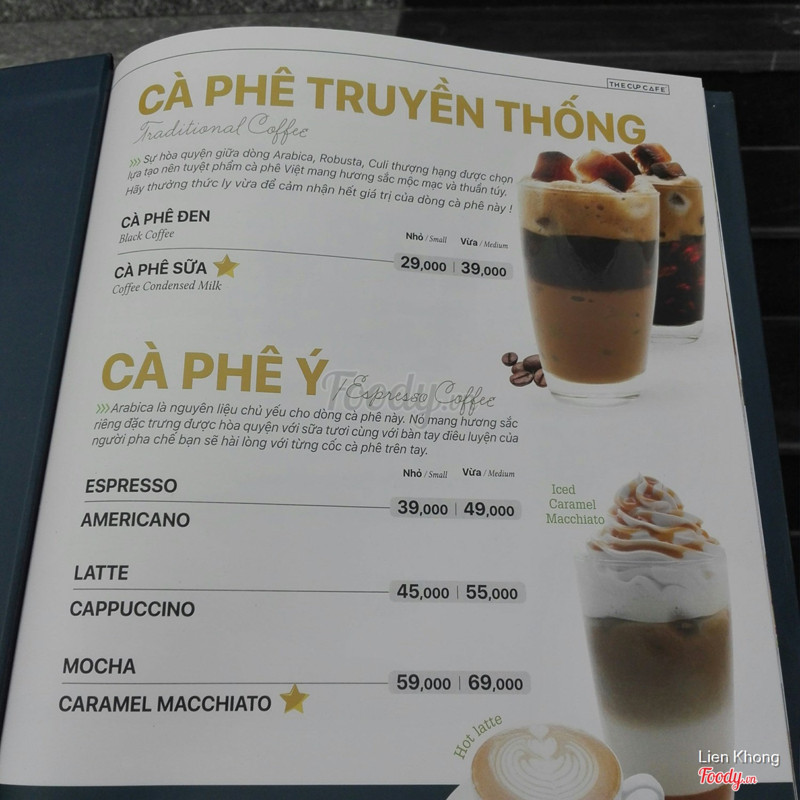 THE CUP CAFE
CÀ PHÊ TRUYỀN THỐNG
Traditional Coffee
»» Sự hòa quyện giữa dòng Arabica, Robusta, Culi thượng hạng được chọn
lựa tạo nên tuyệt phẩm cà phê Việt mang hương sắc mộc mạc và thuần túy.
Hãy thưởng thức ly vừa để cảm nhận hết giá trị của dòng cà phê này !
CÀ PHÊ ĐEN
Black Coffee
Nhỏ / Small Vừa / Medium
29,000 | 39,000
CÀ PHÊ SỮA
Coffee Condensed Milk
CÀ PHÊ Ý / Espresso Coffee
Foody.vn
»» Arabica là nguyên liệu chủ yếu cho dòng cà phê này. Nó mang hương sắc
riêng đặc trưng được hòa quyện với sữa tươi cùng với bàn tay điêu luyện của
người pha chế bạn sẽ hài lòng với từng cốc cà phê trên tay.
Nhỏ / Small Vừa / Medium
ESPRESSO
39,000 | 49,000
AMERICANO
Iced
Caramel
Macchiato
LATTE
45,000 | 55,000
CAPPUCCINO
MOCHA
59,000 | 69,000
CARAMEL MACCHIATO
Hot latte
Lien Khong
Foody.vn